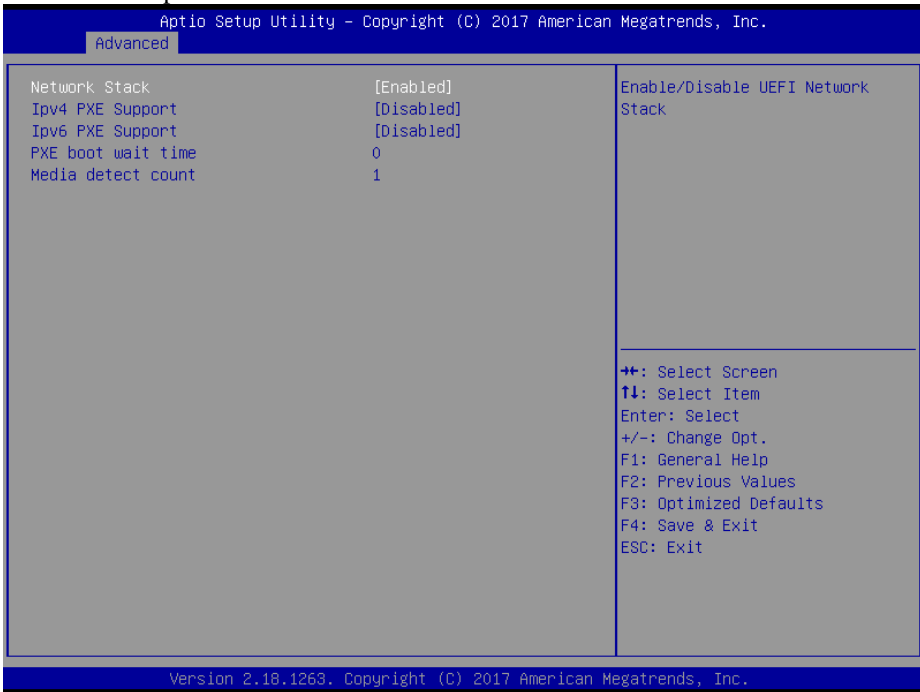 Aptio Setup Utility – Copyright (C) 2017 American Megatrends, Inc.
Advanced
Network Stack [Enabled]
Ipv4 PXE Support [Disabled]
Ipv6 PXE Support [Disabled]
PXE boot wait time 0
Media detect count 1
Enable/Disable UEFI Network
Stack
→←: Select Screen
↑↓: Select Item
Enter: Select
+/-: Change Opt.
F1: General Help
F2: Previous Values
F3: Optimized Defaults
F4: Save & Exit
ESC: Exit
Version 2.18.1263. Copyright (C) 2017 American Megatrends, Inc.